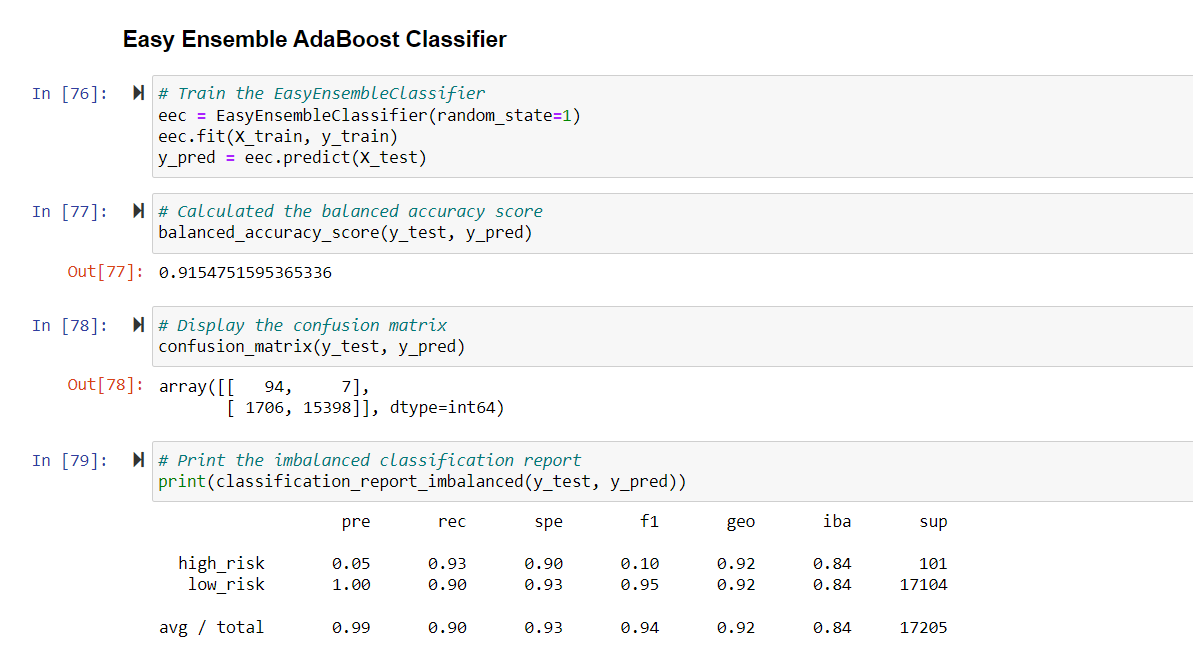 Easy Ensemble AdaBoost Classifier
In [76]: # Train the EasyEnsembleClassifier
eec = EasyEnsembleClassifier(random_state=1)
eec.fit(X_train, y_train)
y_pred = eec.predict(X_test)
In [77]: # Calculated the balanced accuracy score
balanced_accuracy_score(y_test, y_pred)
Out[77]: 0.9154751595365336
In [78]: # Display the confusion matrix
confusion_matrix(y_test, y_pred)
Out[78]: array([[   94,     7],
       [ 1706, 15398]], dtype=int64)
In [79]: # Print the imbalanced classification report
print(classification_report_imbalanced(y_test, y_pred))
pre rec spe f1 geo iba sup
high_risk 0.05 0.93 0.90 0.10 0.92 0.84 101
low_risk 1.00 0.90 0.93 0.95 0.92 0.84 17104
avg / total 0.99 0.90 0.93 0.94 0.92 0.84 17205